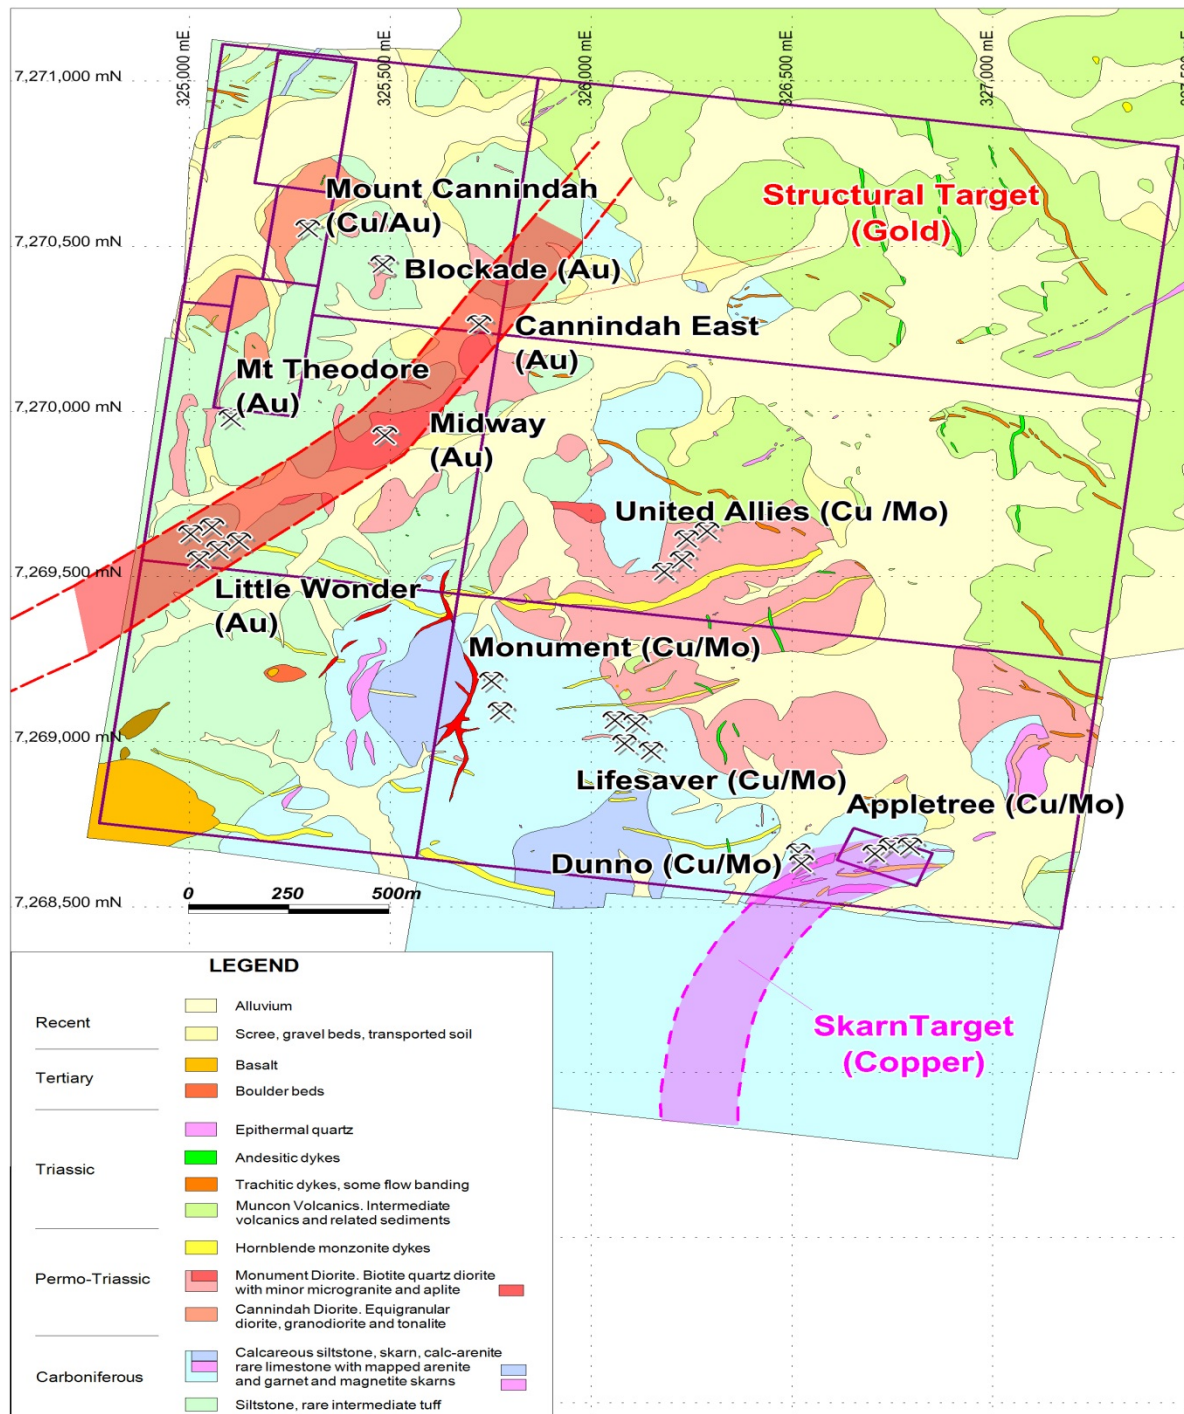 325,000 mE
325,500 mE
326,000 mE
326,500 mE
327,000 mE
7,271,000 mN
7,270,500 mN
7,270,000 mN
7,269,500 mN
7,269,000 mN
7,268,500 mN
Mount Cannindah
(Cu/Au)
Structural Target
(Gold)
Blockade (Au)
Cannindah East
(Au)
Mt Theodore
(Au)
Midway
(Au)
United Allies (Cu /Mo)
Little Wonder
(Au)
Monument (Cu/Mo)
Lifesaver (Cu/Mo)
Appletree (Cu/Mo)
Dunno (Cu/Mo)
0 250 500m
SkarnTarget
(Copper)
LEGEND
Recent
Alluvium
Scree, gravel beds, transported soil
Tertiary
Basalt
Boulder beds
Triassic
Epithermal quartz
Andesitic dykes
Trachitic dykes, some flow banding
Muncon Volcanics. Intermediate
volcanics and related sediments
Permo-Triassic
Hornblende monzonite dykes
Monument Diorite. Biotite quartz diorite
with minor microgranite and aplite
Cannindah Diorite. Equigranular
diorite, granodiorite and tonalite
Carboniferous
Calcareous siltstone, skarn, calc-arenite
rare limestone with mapped arenite
and garnet and magnetite skarns
Siltstone, rare intermediate tuff